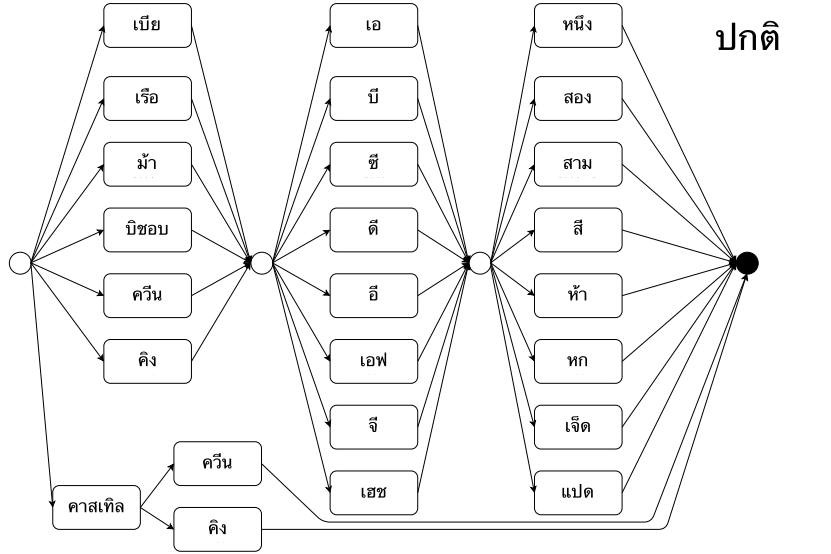 ปกติ
เบี้ย
เรือ
ม้า
บิชอบ
ควีน
คิง
คาสเทิล
ควีน
คิง
เอ
บี
ซี
ดี
อี
เอฟ
จี
เฮช
หนึ่ง
สอง
สาม
สี่
ห้า
หก
เจ็ด
แปด